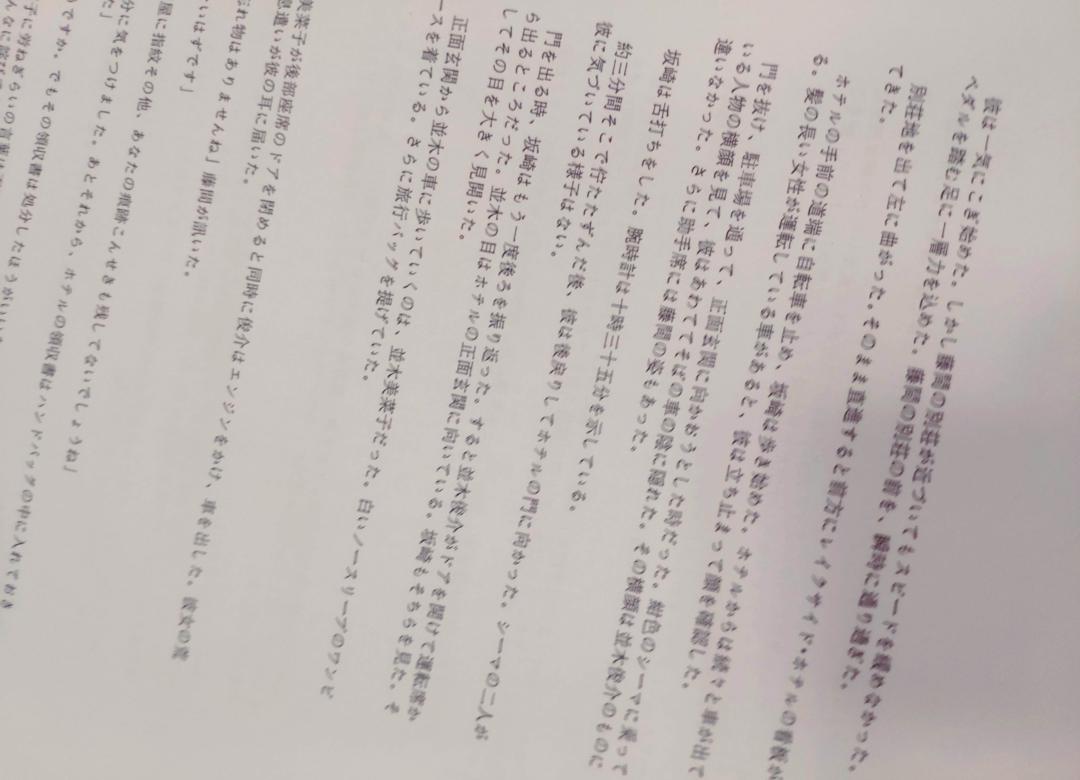 彼は一気にこぎ始めた。しかし藤間の別荘が近づいてもスピードを緩めなかった。
ペダルを踏む足に一層力を込めた。藤間の別荘の前を、瞬時に通り過ぎた。
別荘地を出て左に曲がった。そのまま直進すると前方にレイクサイド・ホテルの看板が
てきた。
ホテルの手前の道端に自転車を止め、坂崎は歩き始めた。ホテルからは続々と車が出て
る。髪の長い女性が運転している車があると、彼は立ち止まって顔を確認した。
門を抜け、駐車場を通って、正面玄関に向かおうとした時だった。紺色のシーマに乗って
いる人物の横顔を見て、彼はあわててそばの車の陰に隠れた。その横顔は並木俊介のものに
違いなかった。さらに助手席には藤間の姿もあった。
坂崎は舌打ちをした。腕時計は十時三十五分を示している。
約三分間そこで佇たたずんだ後、彼は後戻りしてホテルの門に向かった。シーマの二人が
彼に気づいている様子はない。
門を出る時、坂崎はもう一度後ろを振り返った。すると並木俊介がドアを開けて運転席か
ら出るところだった。並木の目はホテルの正面玄関に向いている。坂崎もそちらを見た。そ
してその目を大きく見開いた。
正面玄関から並木の車に歩いていくのは、並木美菜子だった。白いノースリーブのワンピ
ースを着ている。さらに旅行バッグを提げていた。
美菜子が後部座席のドアを閉めると同時に俊介はエンジンをかけ、車を出した。彼女の
息遣いが彼の耳に届いた。
忘れ物はありませんね」藤間が訊いた。
いはずです」
屋に指紋その他、あなたの痕跡こんせきも残してないでしょうね」
分に気をつけました。あとそれから、ホテルの領収書はハンドバッグの中に入れておき
た」
ですか。でもその領収書は処分したほうがいい
子に労ねぎらいの言葉